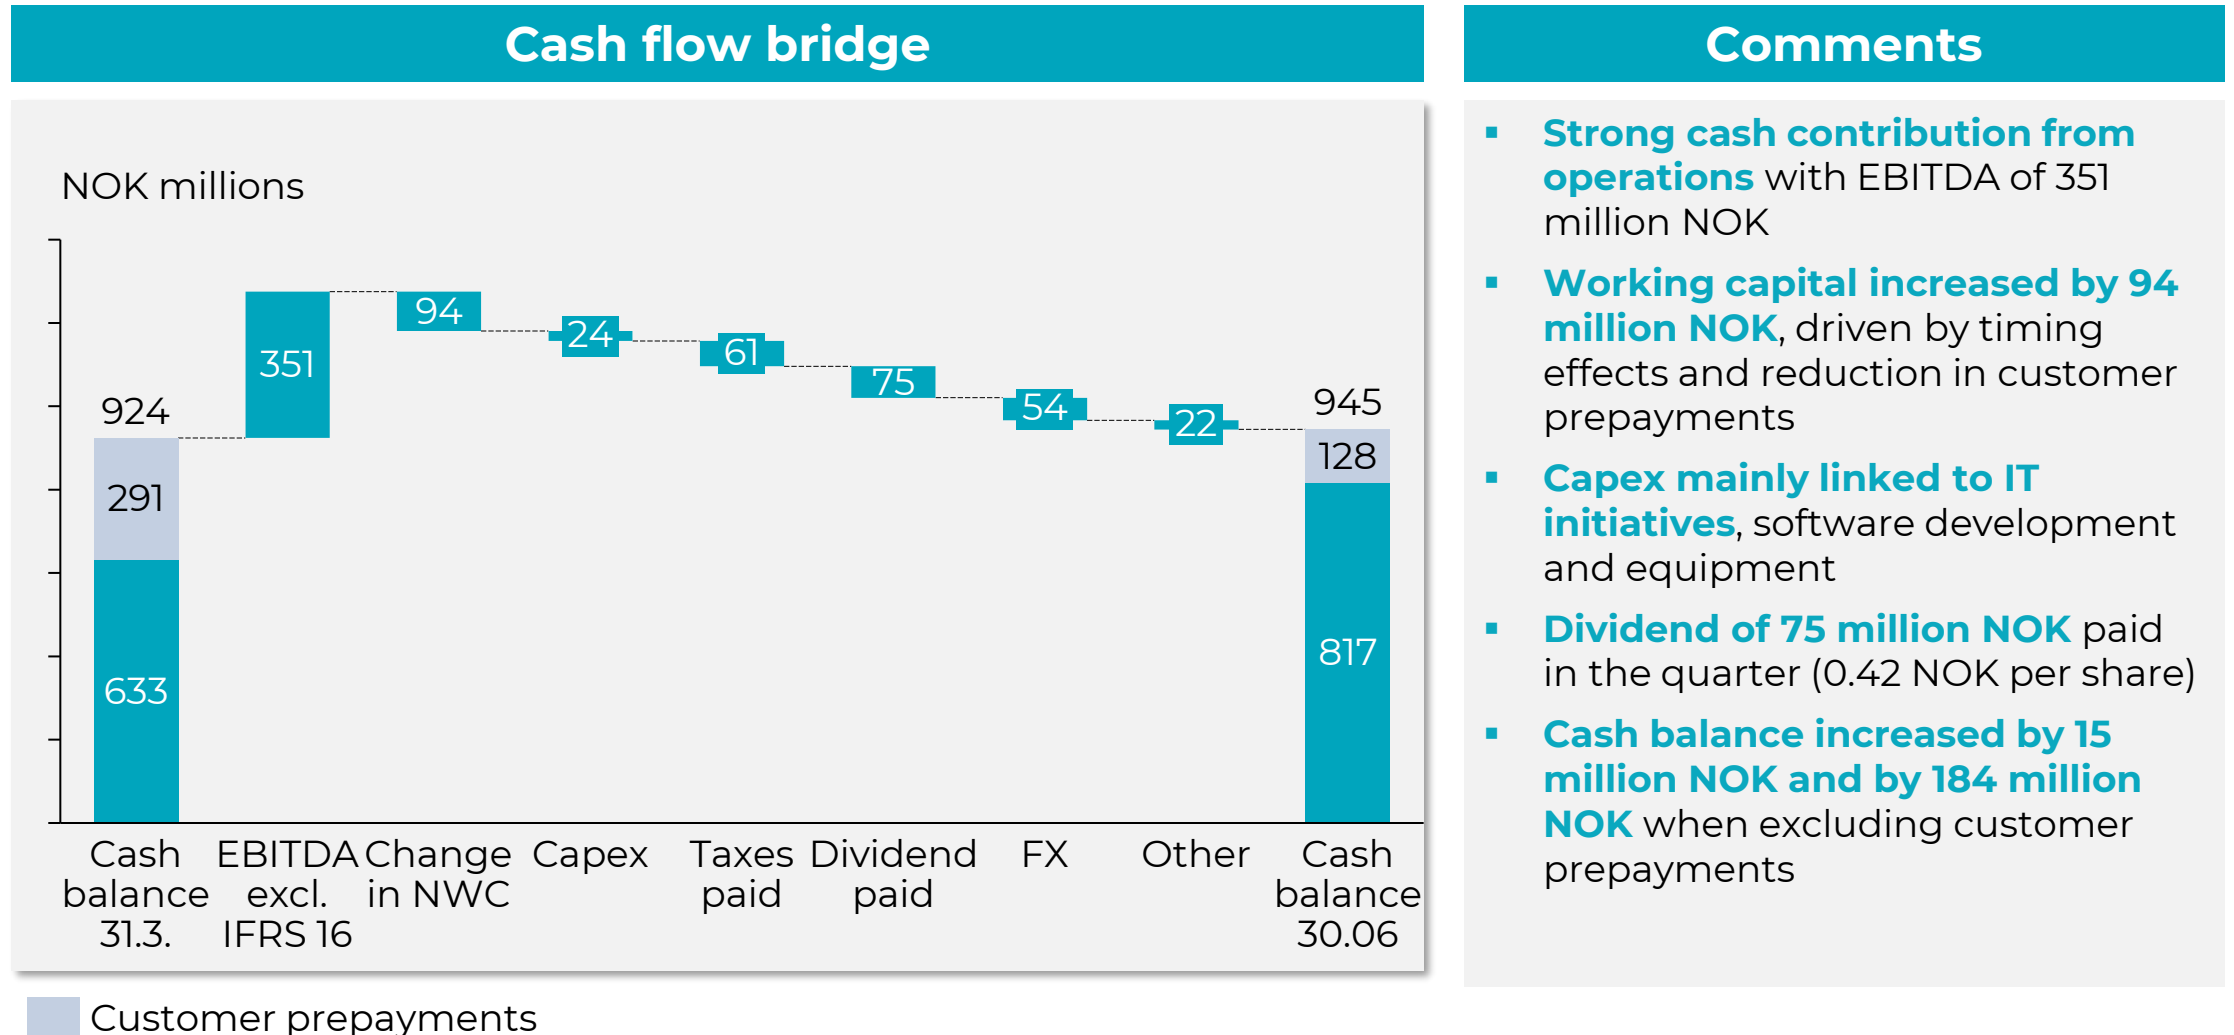 Cash flow bridge
NOK millions
924
291
633
351
94
24
61
75
54
22
945
128
817
Cash
balance
31.3.
EBITDA
excl.
IFRS 16
Change
in NWC
Capex
Taxes
paid
Dividend
paid
FX
Other
Cash
balance
30.06
Customer prepayments
Comments
▪ Strong cash contribution from
operations with EBITDA of 351
million NOK
▪ Working capital increased by 94
million NOK, driven by timing
effects and reduction in customer
prepayments
▪ Capex mainly linked to IT
initiatives, software development
and equipment
▪ Dividend of 75 million NOK paid
in the quarter (0.42 NOK per share)
▪ Cash balance increased by 15
million NOK and by 184 million
NOK when excluding customer
prepayments